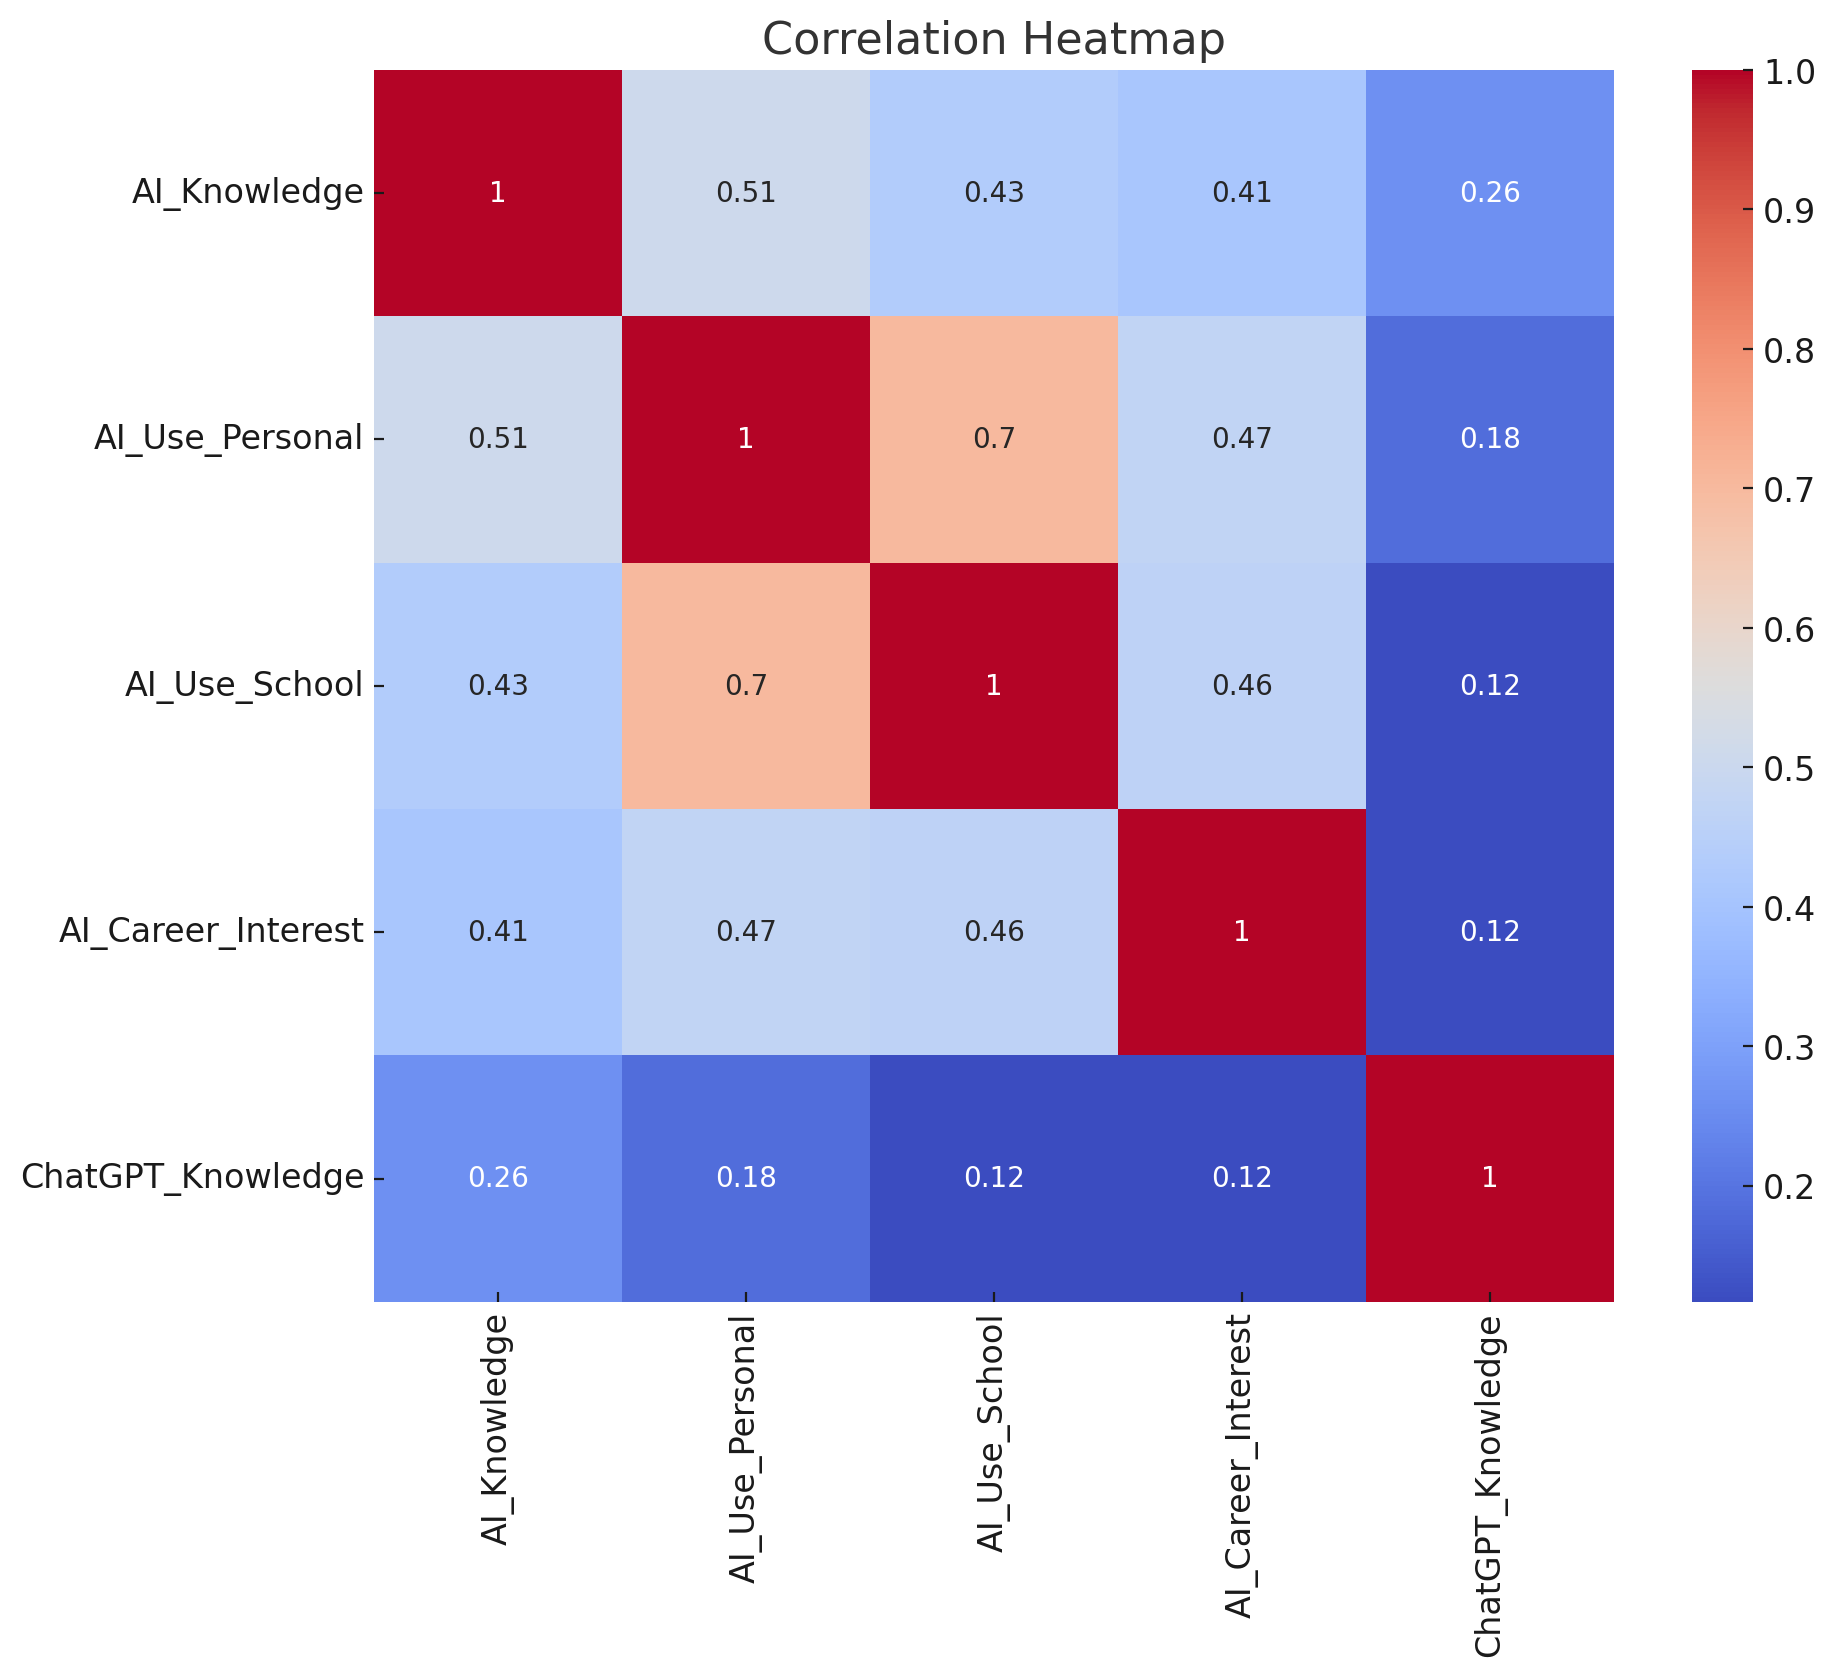 Correlation Heatmap
AI_Knowledge 1 0.51 0.43 0.41 0.26
AI_Use_Personal 0.51 1 0.7 0.47 0.18
AI_Use_School 0.43 0.7 1 0.46 0.12
AI_Career_Interest 0.41 0.47 0.46 1 0.12
ChatGPT_Knowledge 0.26 0.18 0.12 0.12 1
AI_Knowledge
AI_Use_Personal
AI_Use_School
AI_Career_Interest
ChatGPT_Knowledge
1.0
0.9
0.8
0.7
0.6
0.5
0.4
0.3
0.2